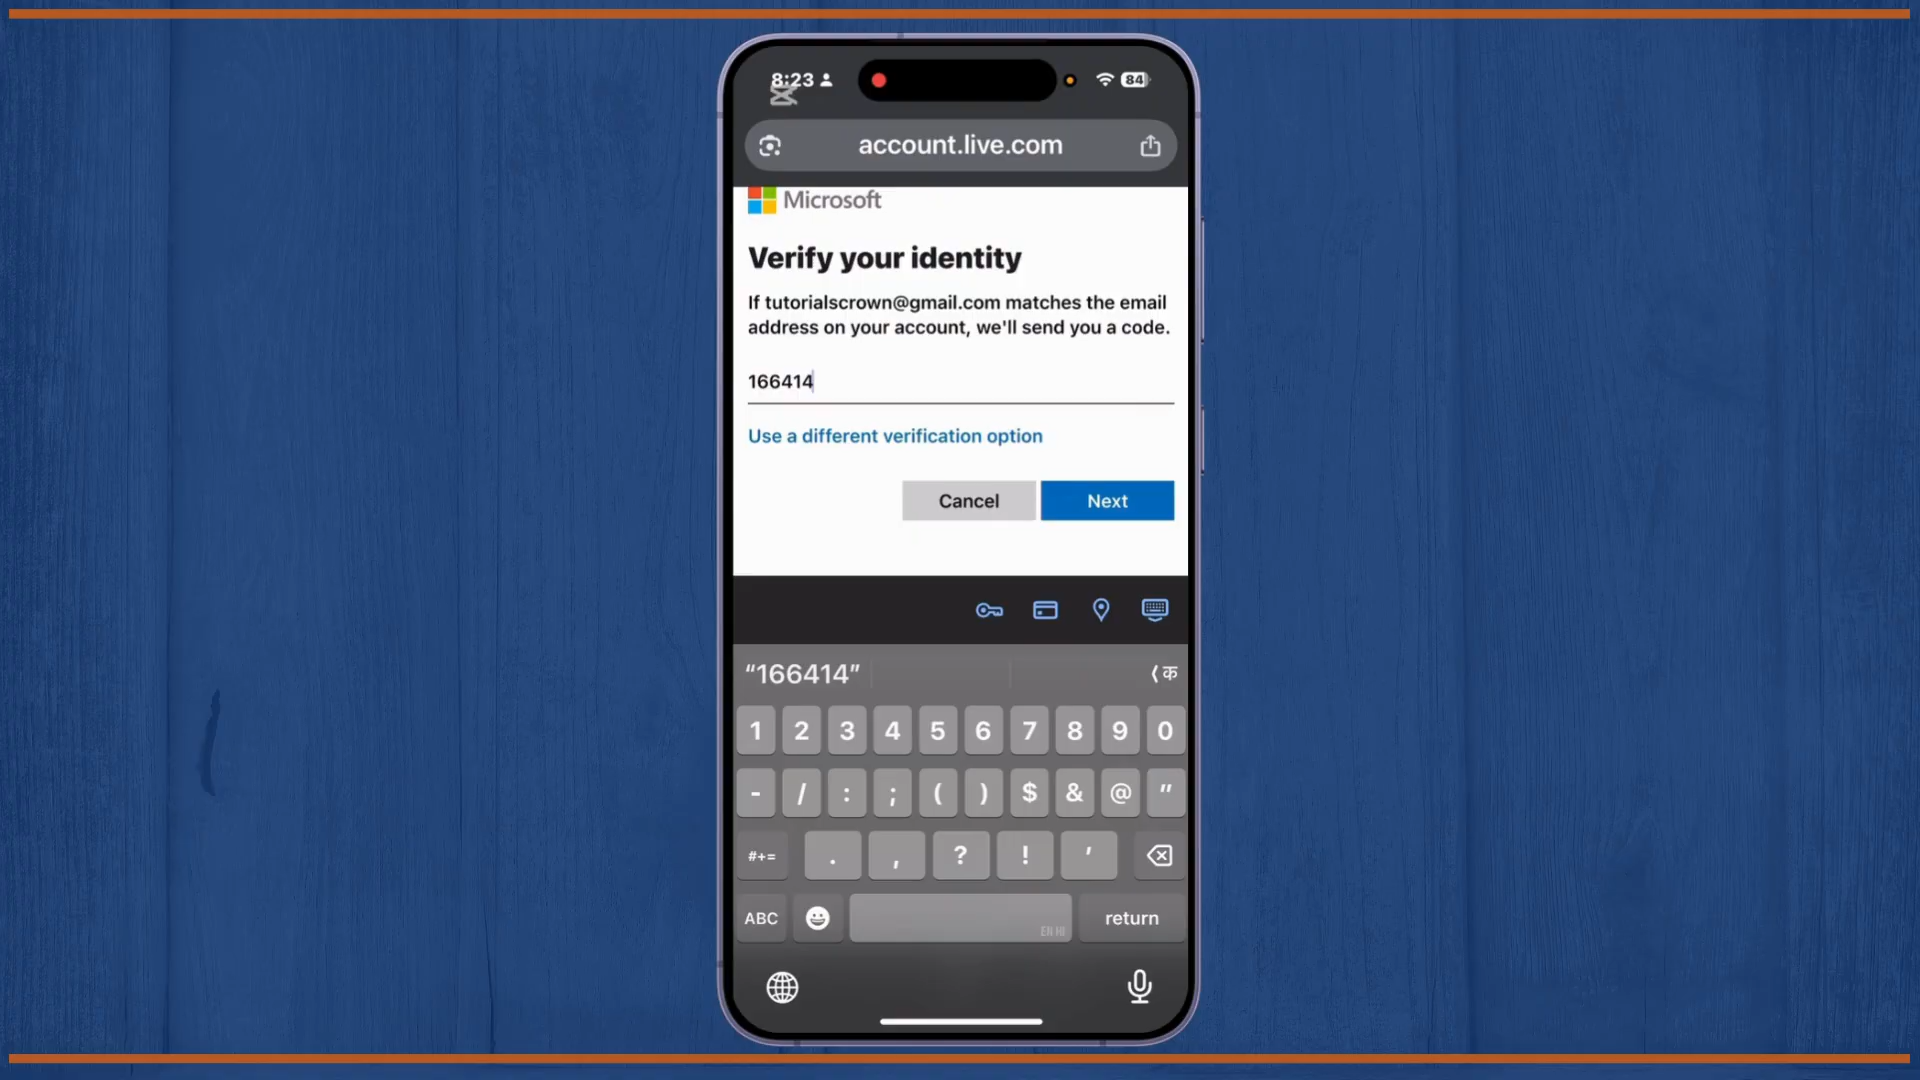 8:23
84
account.live.com
Microsoft
Verify your identity
If tutorialscrown@gmail.com matches the email
address on your account, we'll send you a code.
166414
Use a different verification option
Cancel Next
“166414” क
1 2 3 4 5 6 7 8 9 0
- / : ; ( ) $ & @ "
#+= . , ? ! '
ABC EN HI return